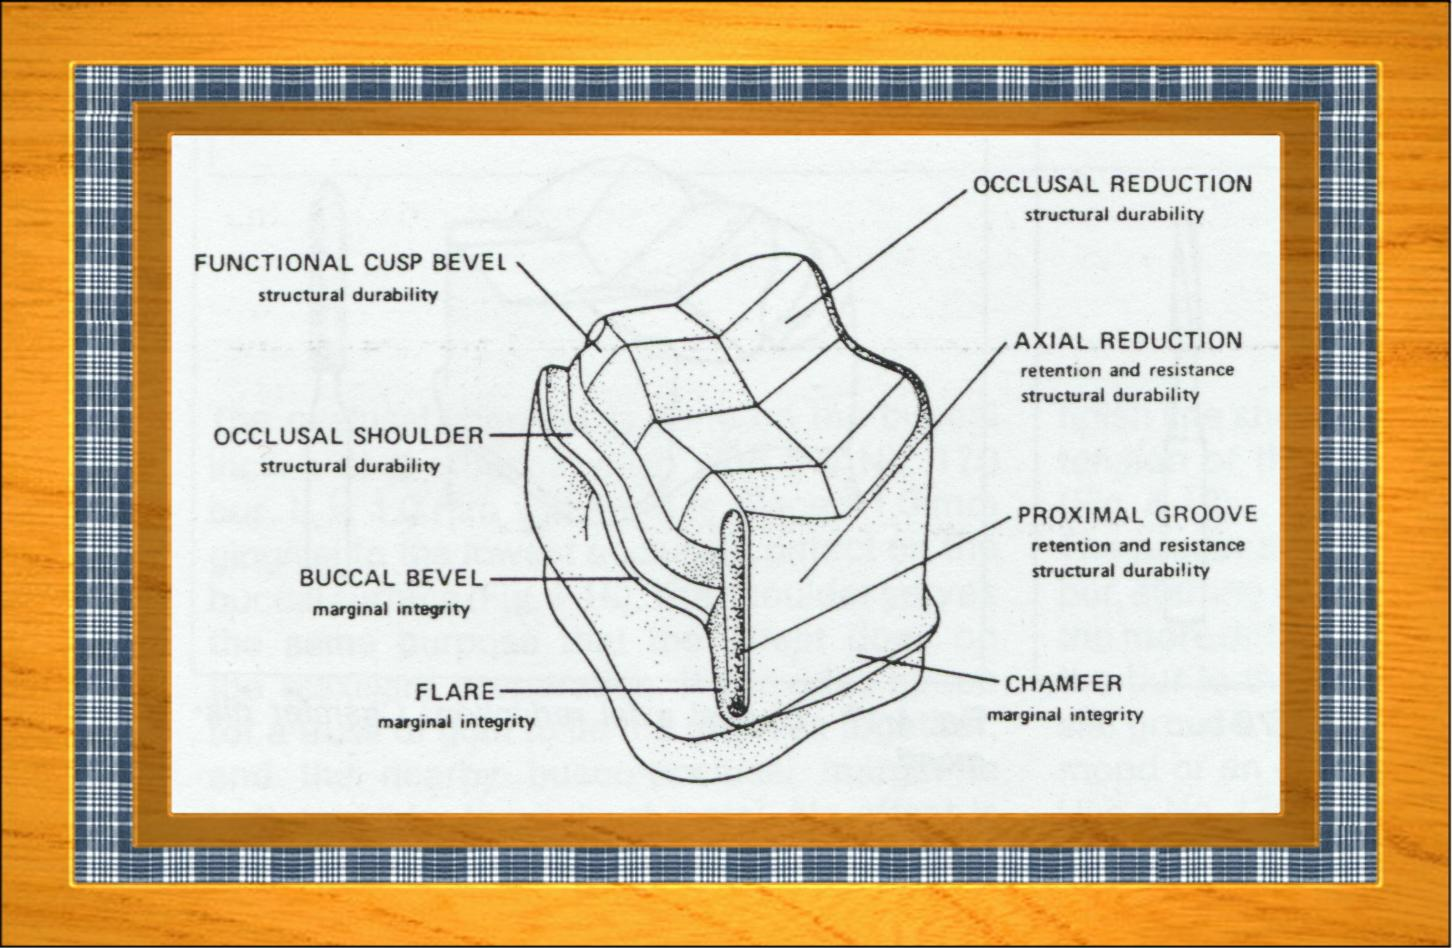 OCCLUSAL REDUCTION
structural durability
FUNCTIONAL CUSP BEVEL
structural durability
AXIAL REDUCTION
retention and resistance
structural durability
OCCLUSAL SHOULDER
structural durability
PROXIMAL GROOVE
retention and resistance
structural durability
BUCCAL BEVEL
marginal integrity
FLARE
marginal integrity
CHAMFER
marginal integrity